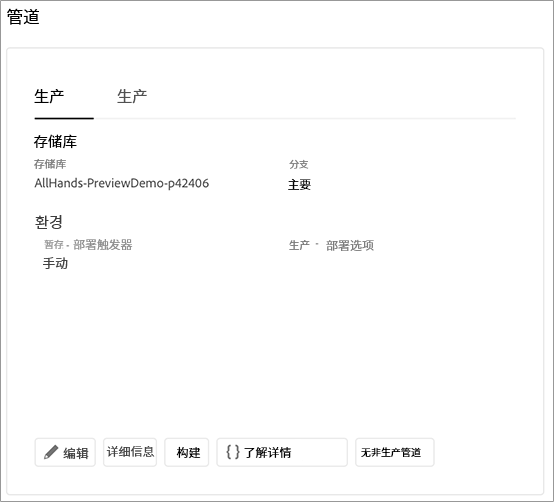 管道
生产 生产
存储库
存储库 分支
AllHands-PreviewDemo-p42406 主要
환경
暂存 - 部署触发器 生产 - 部署选项
手动
编辑 详细信息 构建 { } 了解详情 无非生产管道